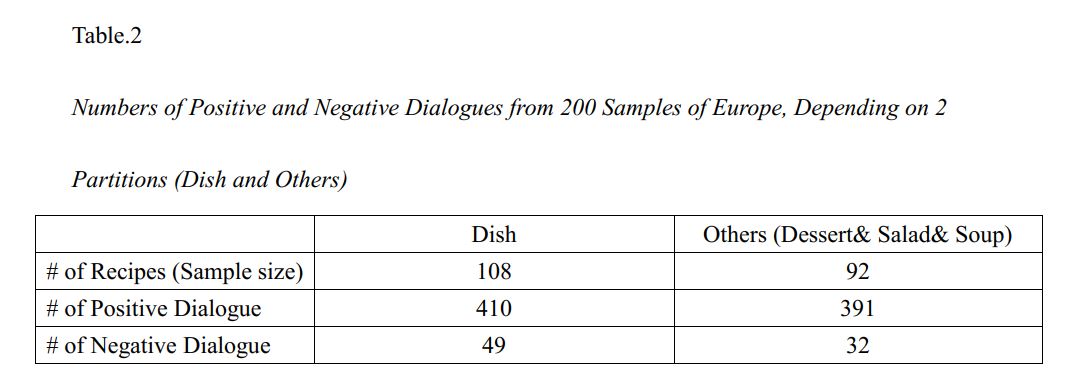 Table.2
Numbers of Positive and Negative Dialogues from 200 Samples of Europe, Depending on 2
Partitions (Dish and Others)
Dish Others (Dessert& Salad& Soup)
# of Recipes (Sample size) 108 92
# of Positive Dialogue 410 391
# of Negative Dialogue 49 32